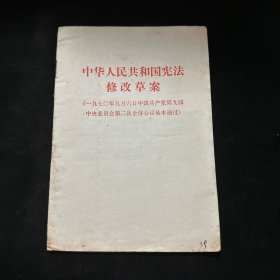 中华人民共和国宪法
修改草案
(一九七〇年九月六日中国共产党第九届
中央委员会第二次全体会议基本通过)